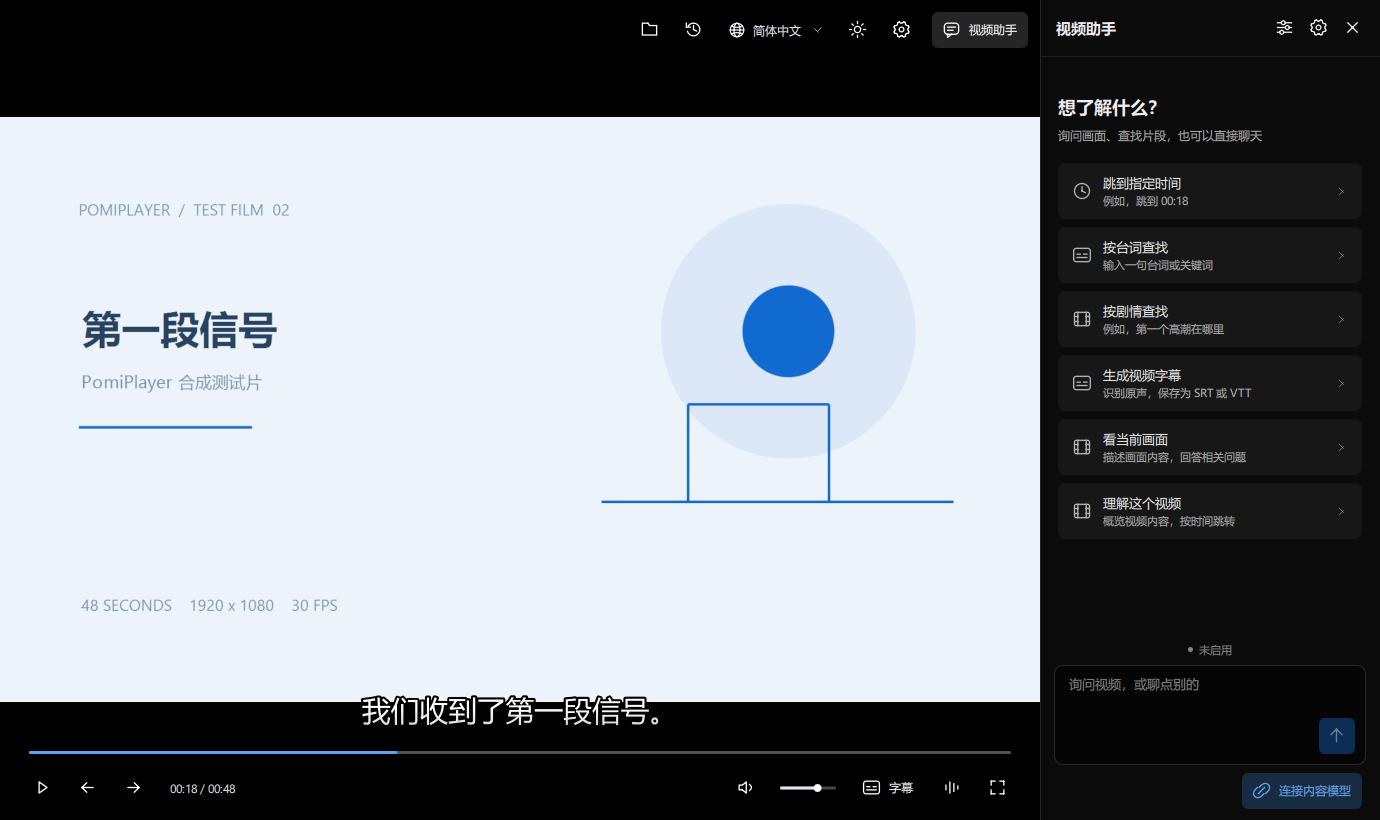 简体中文
视频助手
视频助手
想了解什么？
询问画面、查找片段，也可以直接聊天
跳到指定时间
例如，跳到 00:18
按台词查找
输入一句台词或关键词
按剧情查找
例如，第一个高潮在哪里
生成视频字幕
识别原声，保存为 SRT 或 VTT
看当前画面
描述画面内容，回答相关问题
理解这个视频
概览视频内容，按时间跳转
未启用
询问视频，或聊点别的
连接内容模型
POMIPLAYER / TEST FILM 02
第一段信号
PomiPlayer 合成测试片
48 SECONDS 1920 x 1080 30 FPS
我们收到了第一段信号。
00:18 / 00:48
字幕